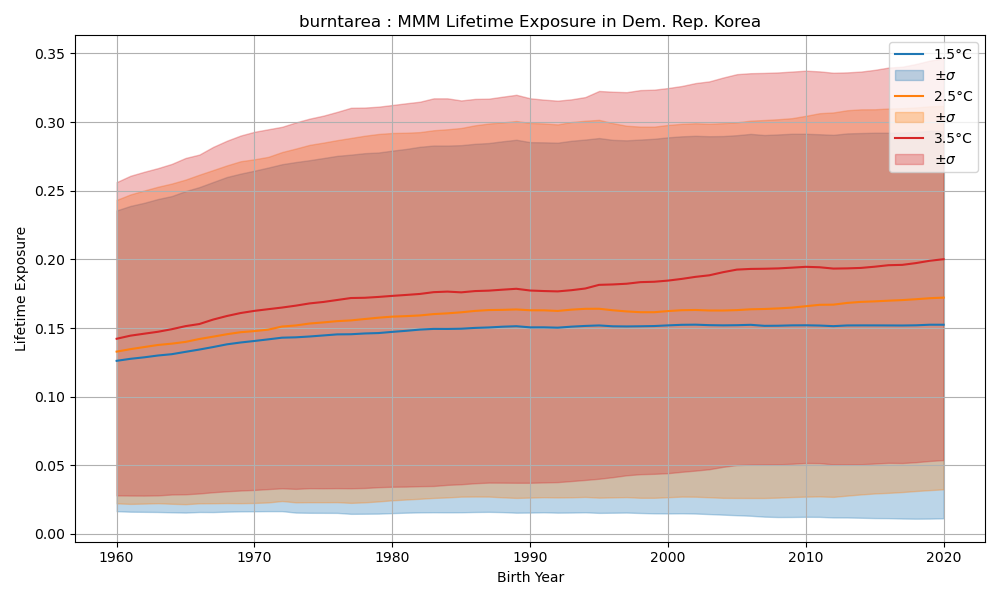 burntarea : MMM Lifetime Exposure in Dem. Rep. Korea
Lifetime Exposure
0.35
0.30
0.25
0.20
0.15
0.10
0.05
0.00
1.5°C
±σ
2.5°C
±σ
3.5°C
±σ
1960 1970 1980 1990 2000 2010 2020
Birth Year